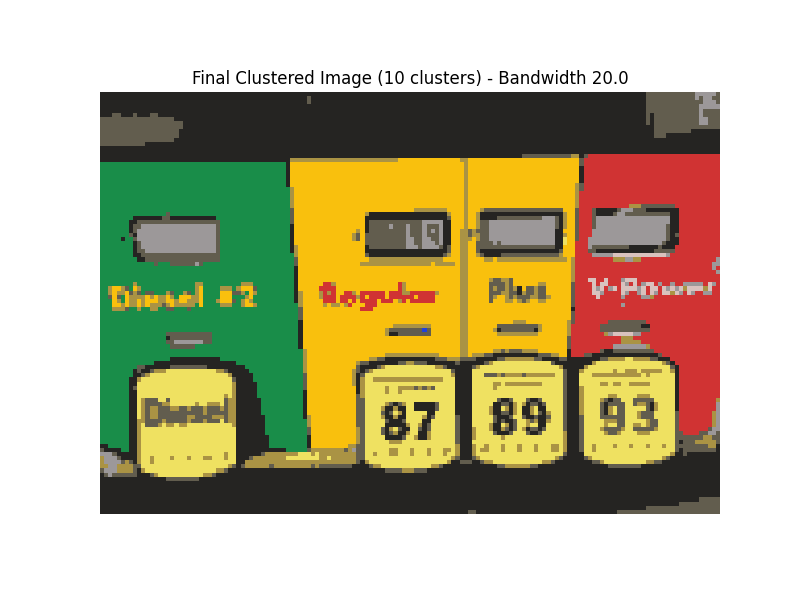 Final Clustered Image (10 clusters) - Bandwidth 20.0
Diesel #2 Regular Plus V-Power
Diesel 87 89 93